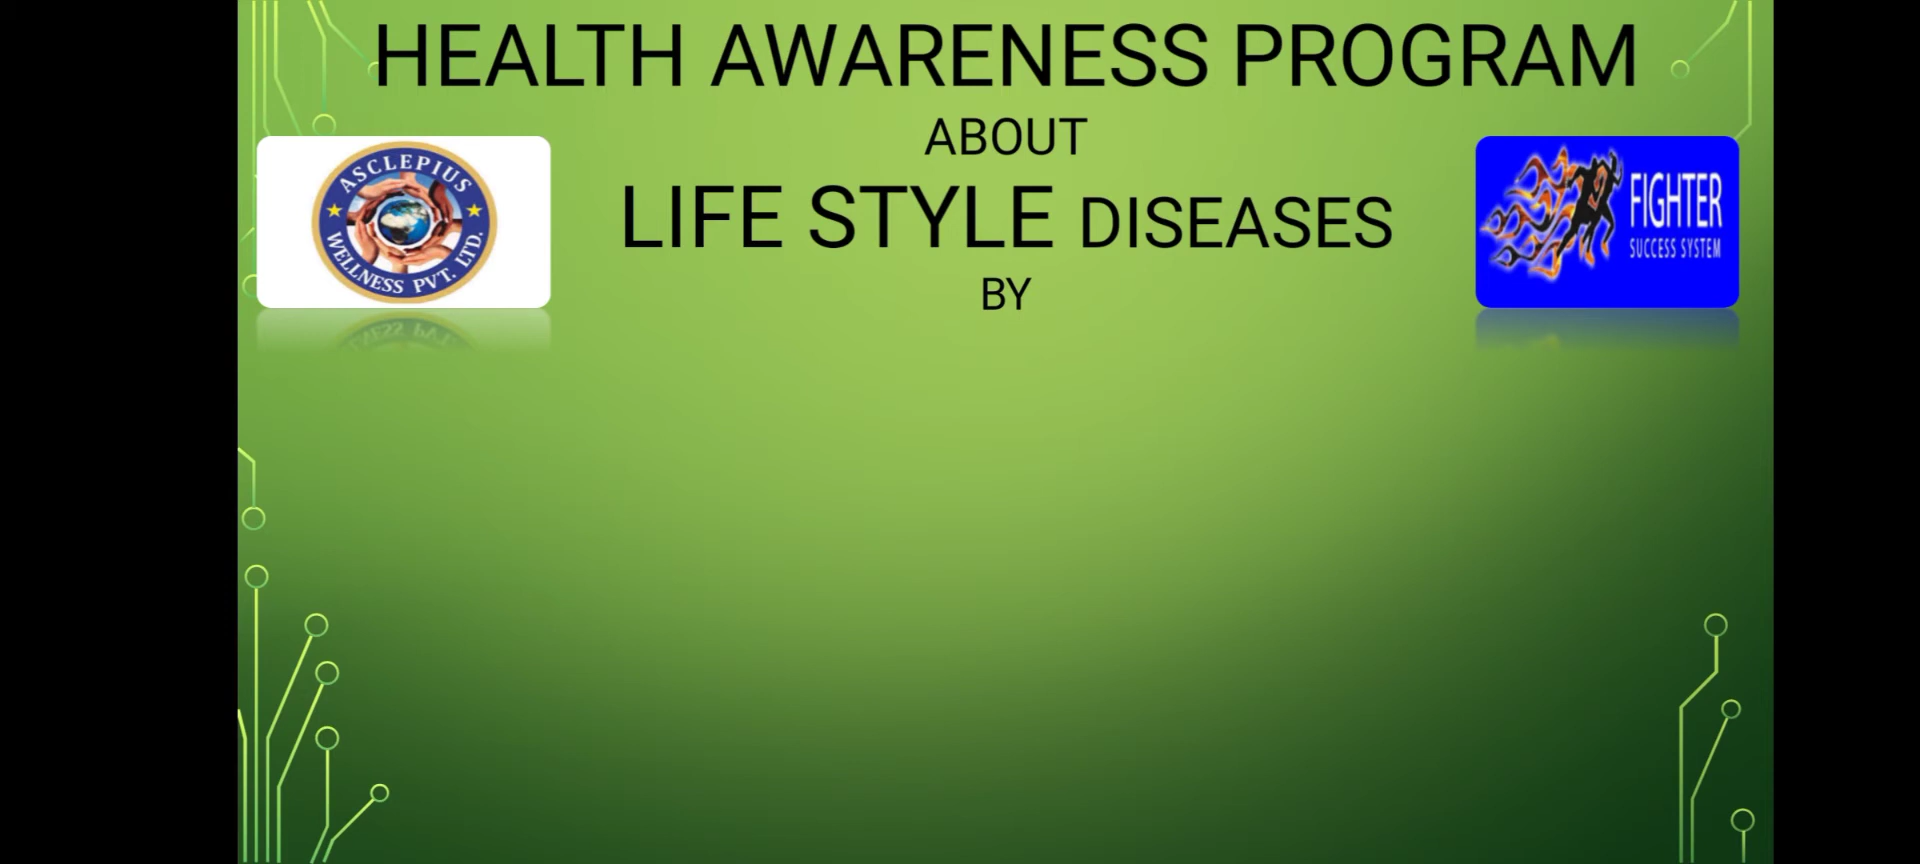 HEALTH AWARENESS PROGRAM
ABOUT
LIFE STYLE DISEASES
BY
ASCLEPIUS
WELLNESS PVT. LTD.
FIGHTER
SUCCESS SYSTEM